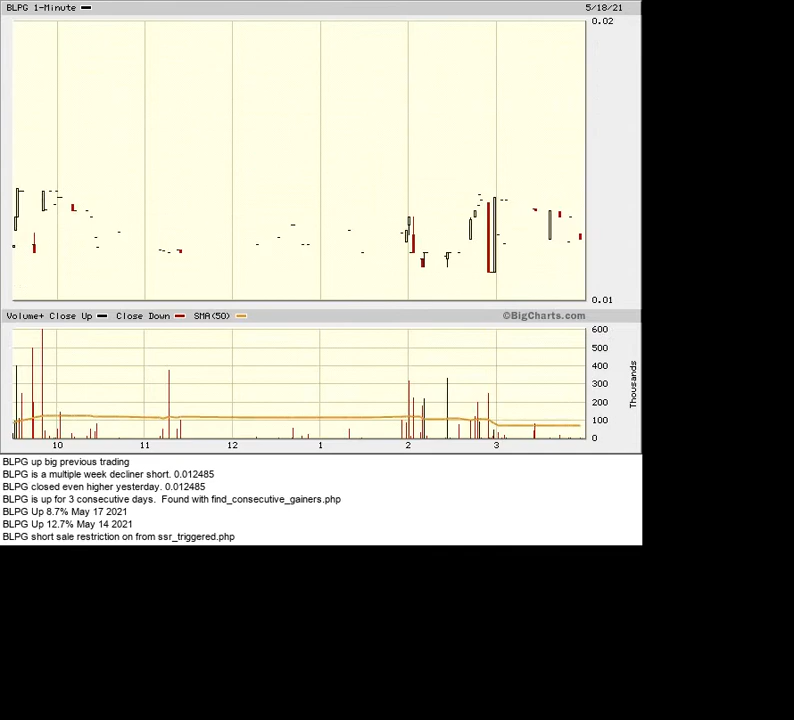 BLPG 1-Minute 5/18/21
0.02
0.01
Volume+ Close Up Close Down SMA(50) ©BigCharts.com
600
500
400
300
200
100
0
Thousands
10 11 12 1 2 3
BLPG up big previous trading
BLPG is a multiple week decliner short. 0.012485
BLPG closed even higher yesterday. 0.012485
BLPG is up for 3 consecutive days. Found with find_consecutive_gainers.php
BLPG Up 8.7% May 17 2021
BLPG Up 12.7% May 14 2021
BLPG short sale restriction on from ssr_triggered.php